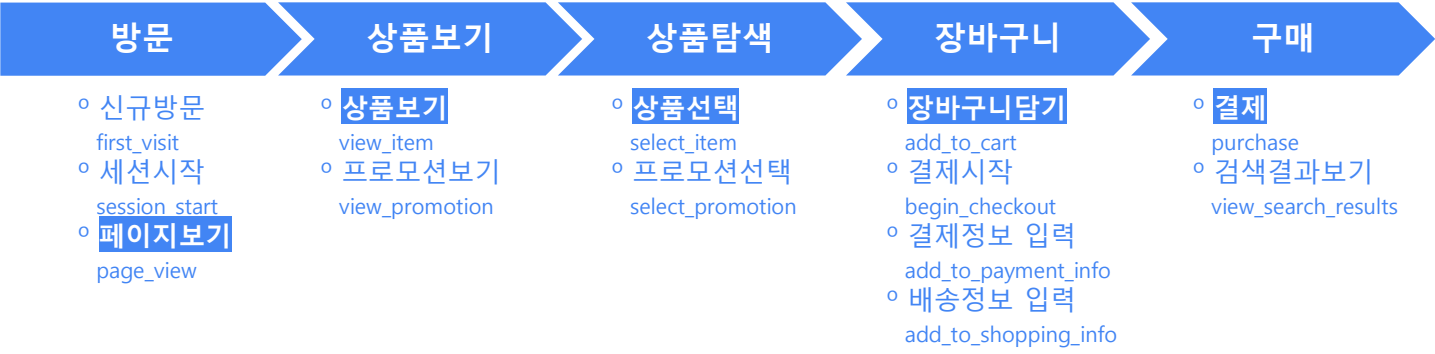 방문
상품보기
상품탐색
장바구니
구매
신규방문
first_visit
세션시작
session_start
페이지보기
page_view
상품보기
view_item
프로모션보기
view_promotion
상품선택
select_item
프로모션선택
select_promotion
장바구니담기
add_to_cart
결제시작
begin_checkout
결제정보 입력
add_to_payment_info
배송정보 입력
add_to_shopping_info
결제
purchase
검색결과보기
view_search_results